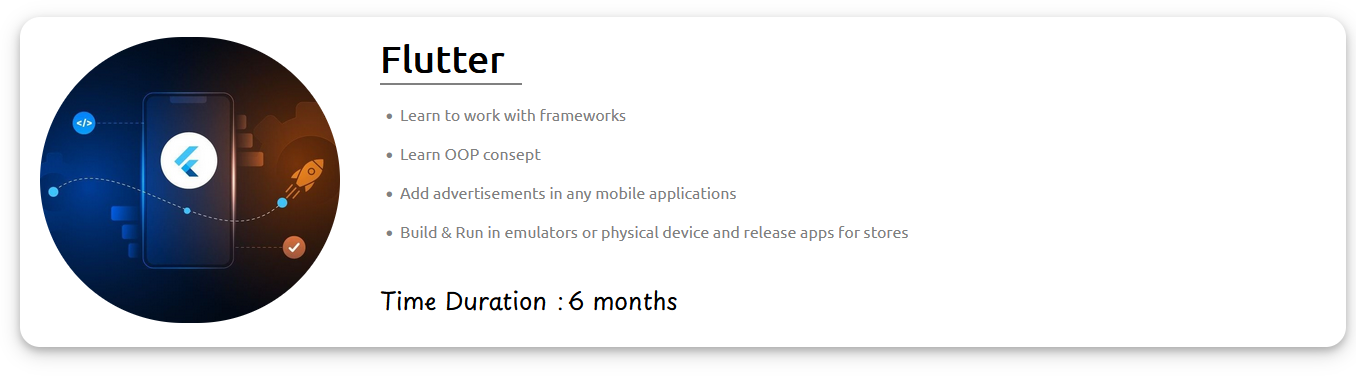 Flutter
</>
• Learn to work with frameworks
• Learn OOP consept
• Add advertisements in any mobile applications
• Build & Run in emulators or physical device and release apps for stores
Time Duration : 6 months